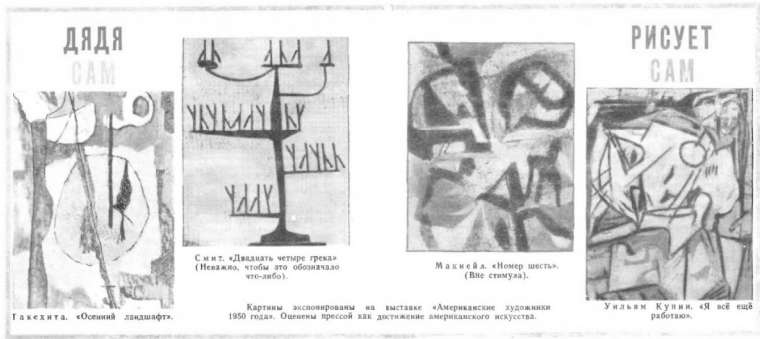 ДЯДЯ
САМ
РИСУЕТ
САМ
Такехита. «Осенний ландшафт».
Смит. «Двадцать четыре грека»
(Неважно, чтобы это обозначало
что-либо).
Макнейл. «Номер шесть».
(Вне стимула).
Уильям Купин. «Я всё ещё
работаю».
Картины экспонированы на выставке «Американские художники
1950 года». Оценены прессой как достижение американского искусства.